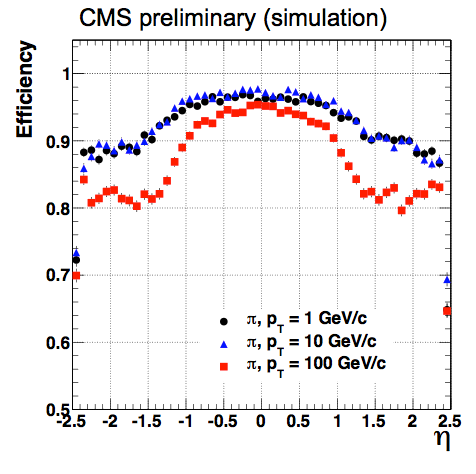 CMS preliminary (simulation)
Efficiency
1
0.9
0.8
0.7
0.6
0.5
π, pT = 1 GeV/c
π, pT = 10 GeV/c
π, pT = 100 GeV/c
-2.5 -2 -1.5 -1 -0.5 0 0.5 1 1.5 2 2.5
η